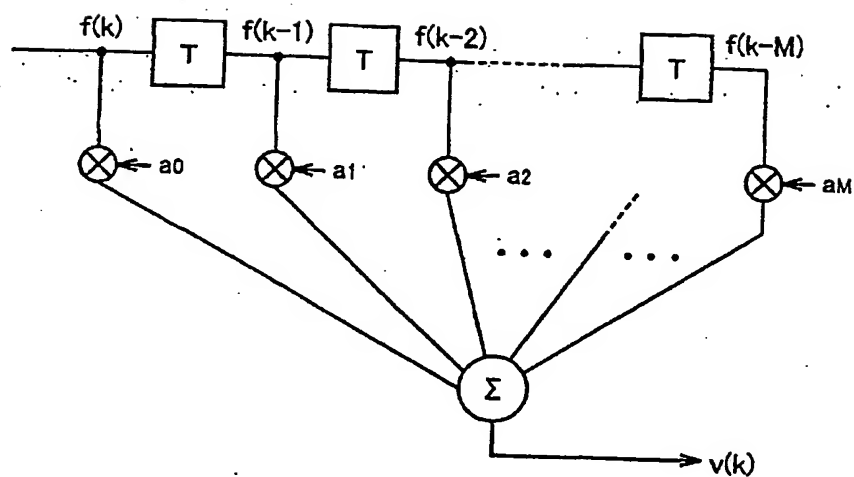 f(k) f(k-1) f(k-2) f(k-M)
T T T
a0 a1 a2 aM
Σ
v(k)